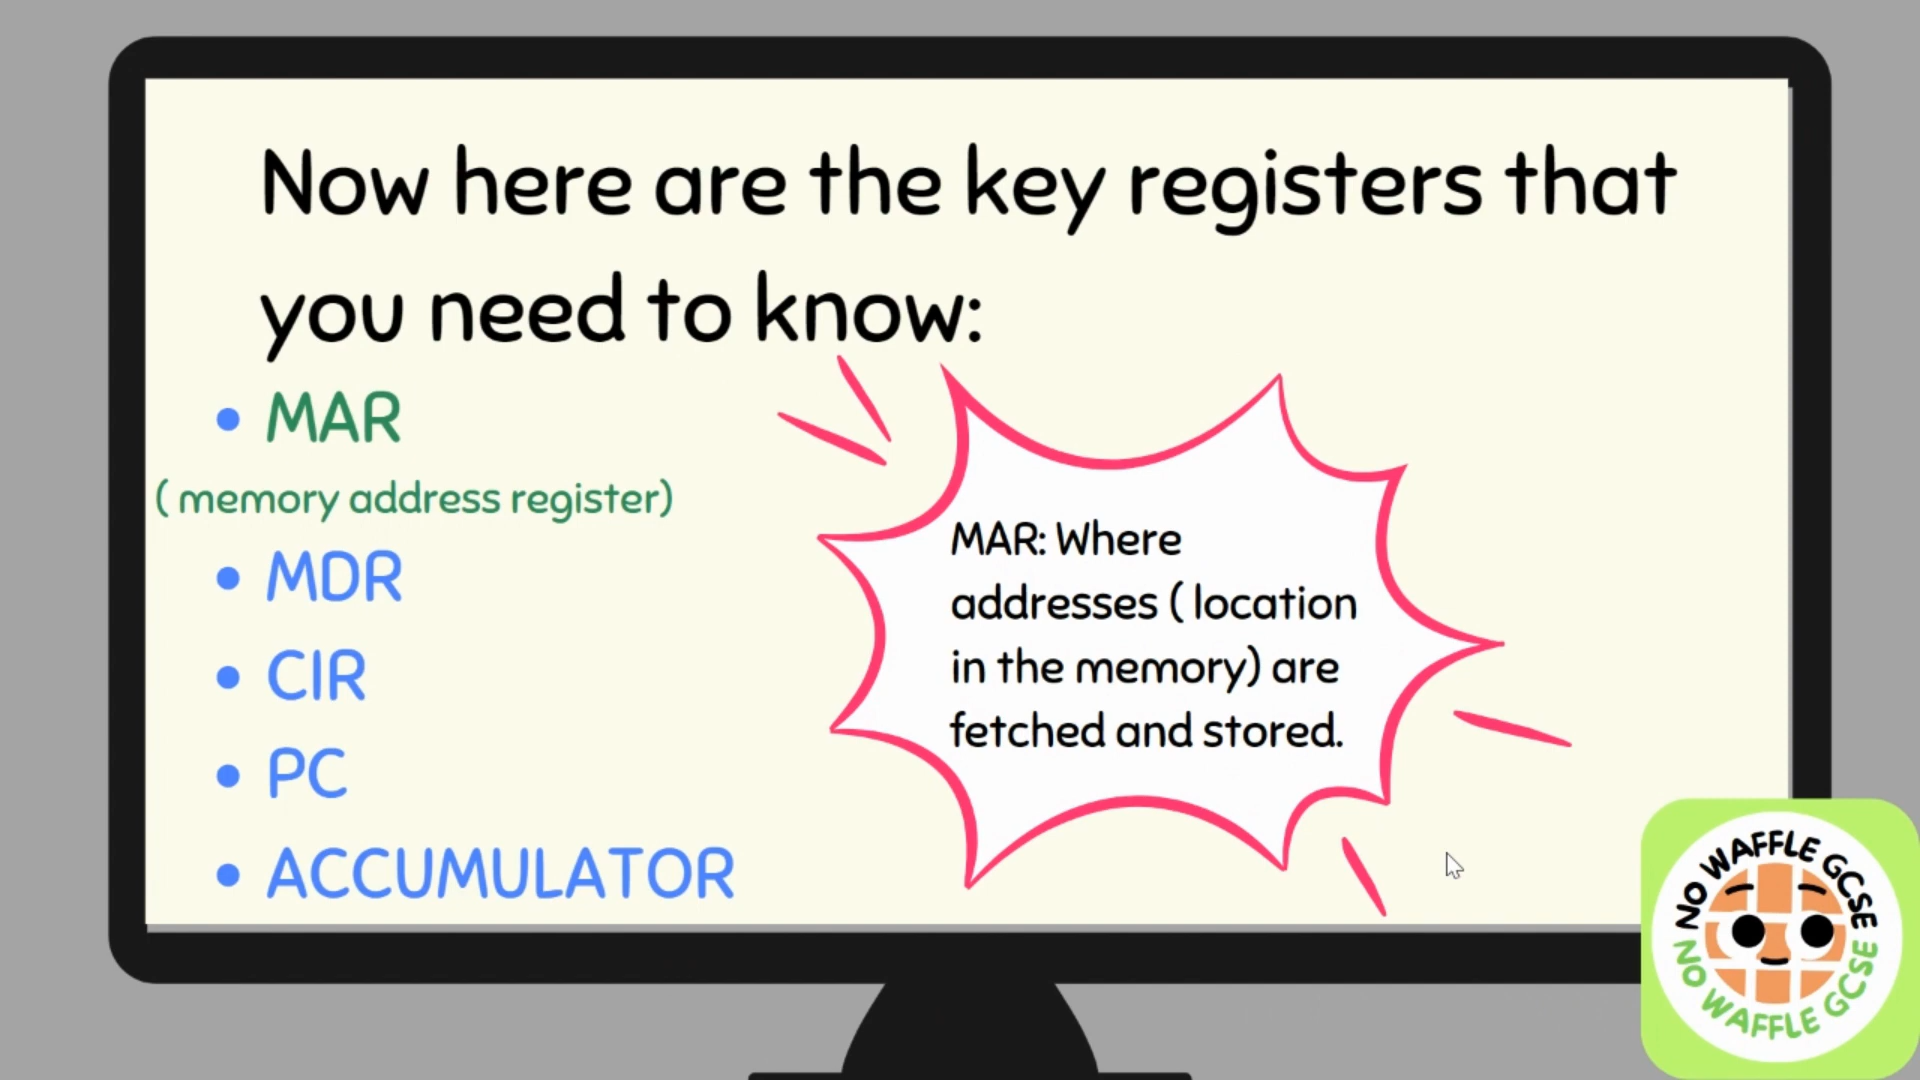 Now here are the key registers that
you need to know:
• MAR
( memory address register)
• MDR
• CIR
• PC
• ACCUMULATOR
MAR: Where
addresses ( location
in the memory) are
fetched and stored.
NO WAFFLE GCSE
NO WAFFLE GCSE